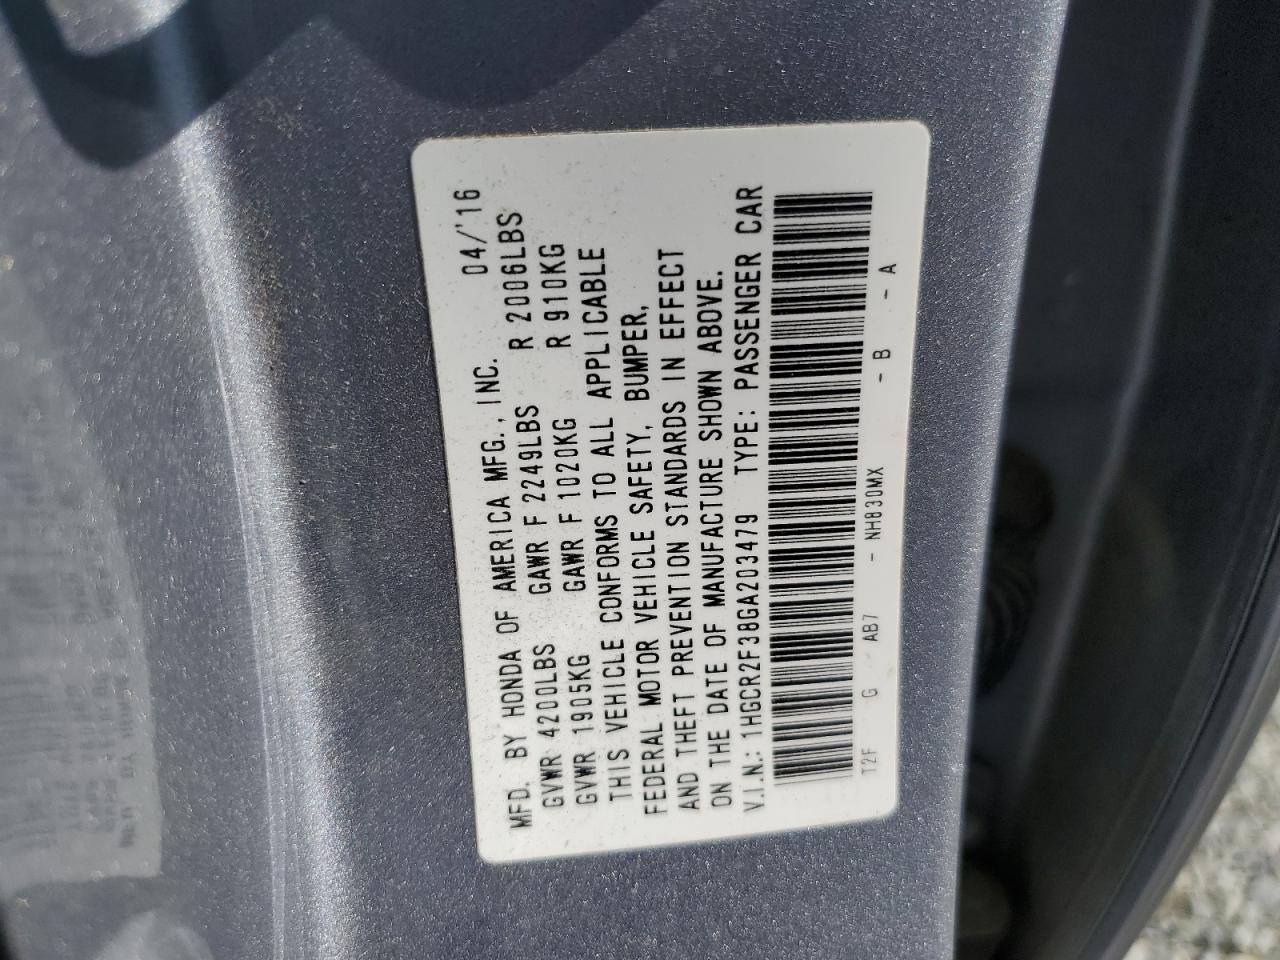 MFD. BY HONDA OF AMERICA MFG., INC. 04/'16
GVWR 4200LBS GAWR F 2249LBS R 2006LBS
GVWR 1905KG GAWR F 1020KG R 910KG
THIS VEHICLE CONFORMS TO ALL APPLICABLE
FEDERAL MOTOR VEHICLE SAFETY, BUMPER,
AND THEFT PREVENTION STANDARDS IN EFFECT
ON THE DATE OF MANUFACTURE SHOWN ABOVE.
V.I.N.: 1HGCR2F38GA203479 TYPE: PASSENGER CAR
T2F G AB7 - NH830MX - B - A